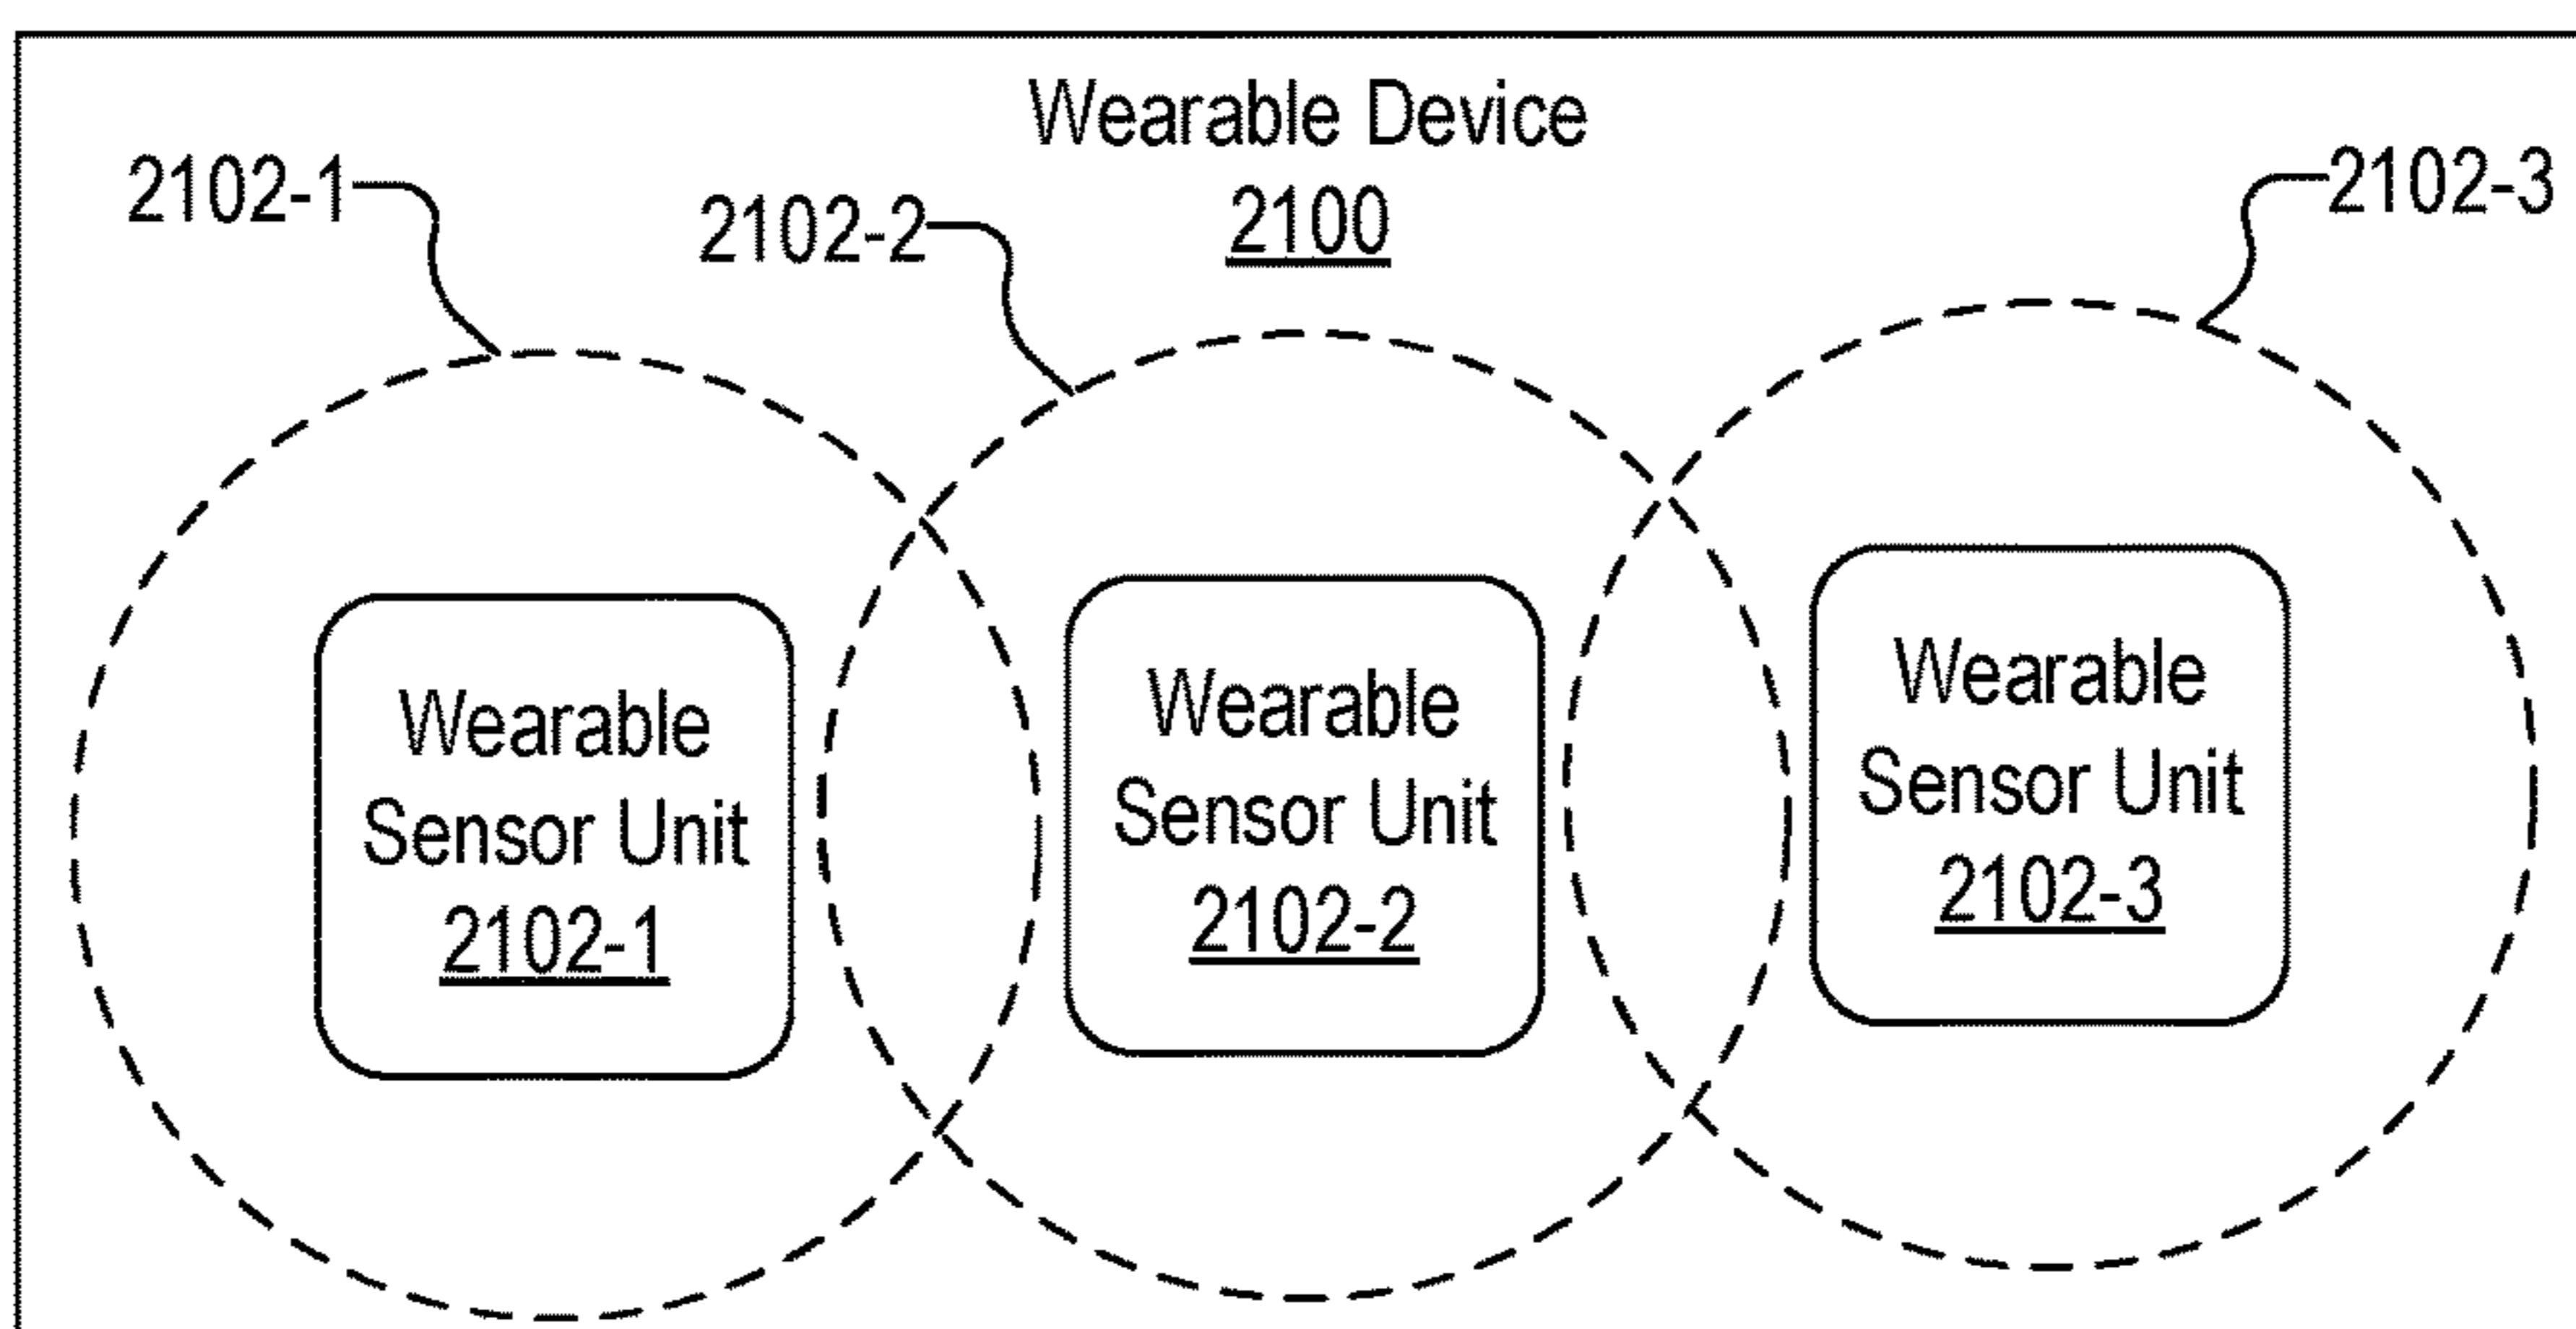 Wearable Device
2100
2102-1
2102-2
2102-3
Wearable
Sensor Unit
2102-1
Wearable
Sensor Unit
2102-2
Wearable
Sensor Unit
2102-3